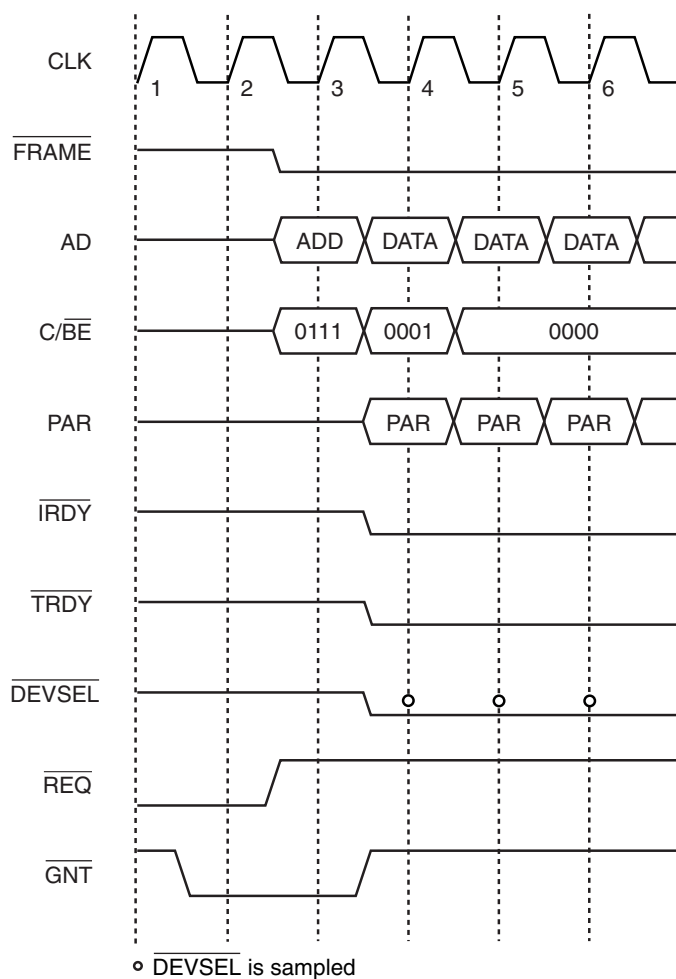 CLK
1 2 3 4 5 6
FRAME
AD ADD DATA DATA DATA
C/BE 0111 0001 0000
PAR PAR PAR PAR
IRDY
TRDY
DEVSEL
REQ
GNT
DEVSEL is sampled